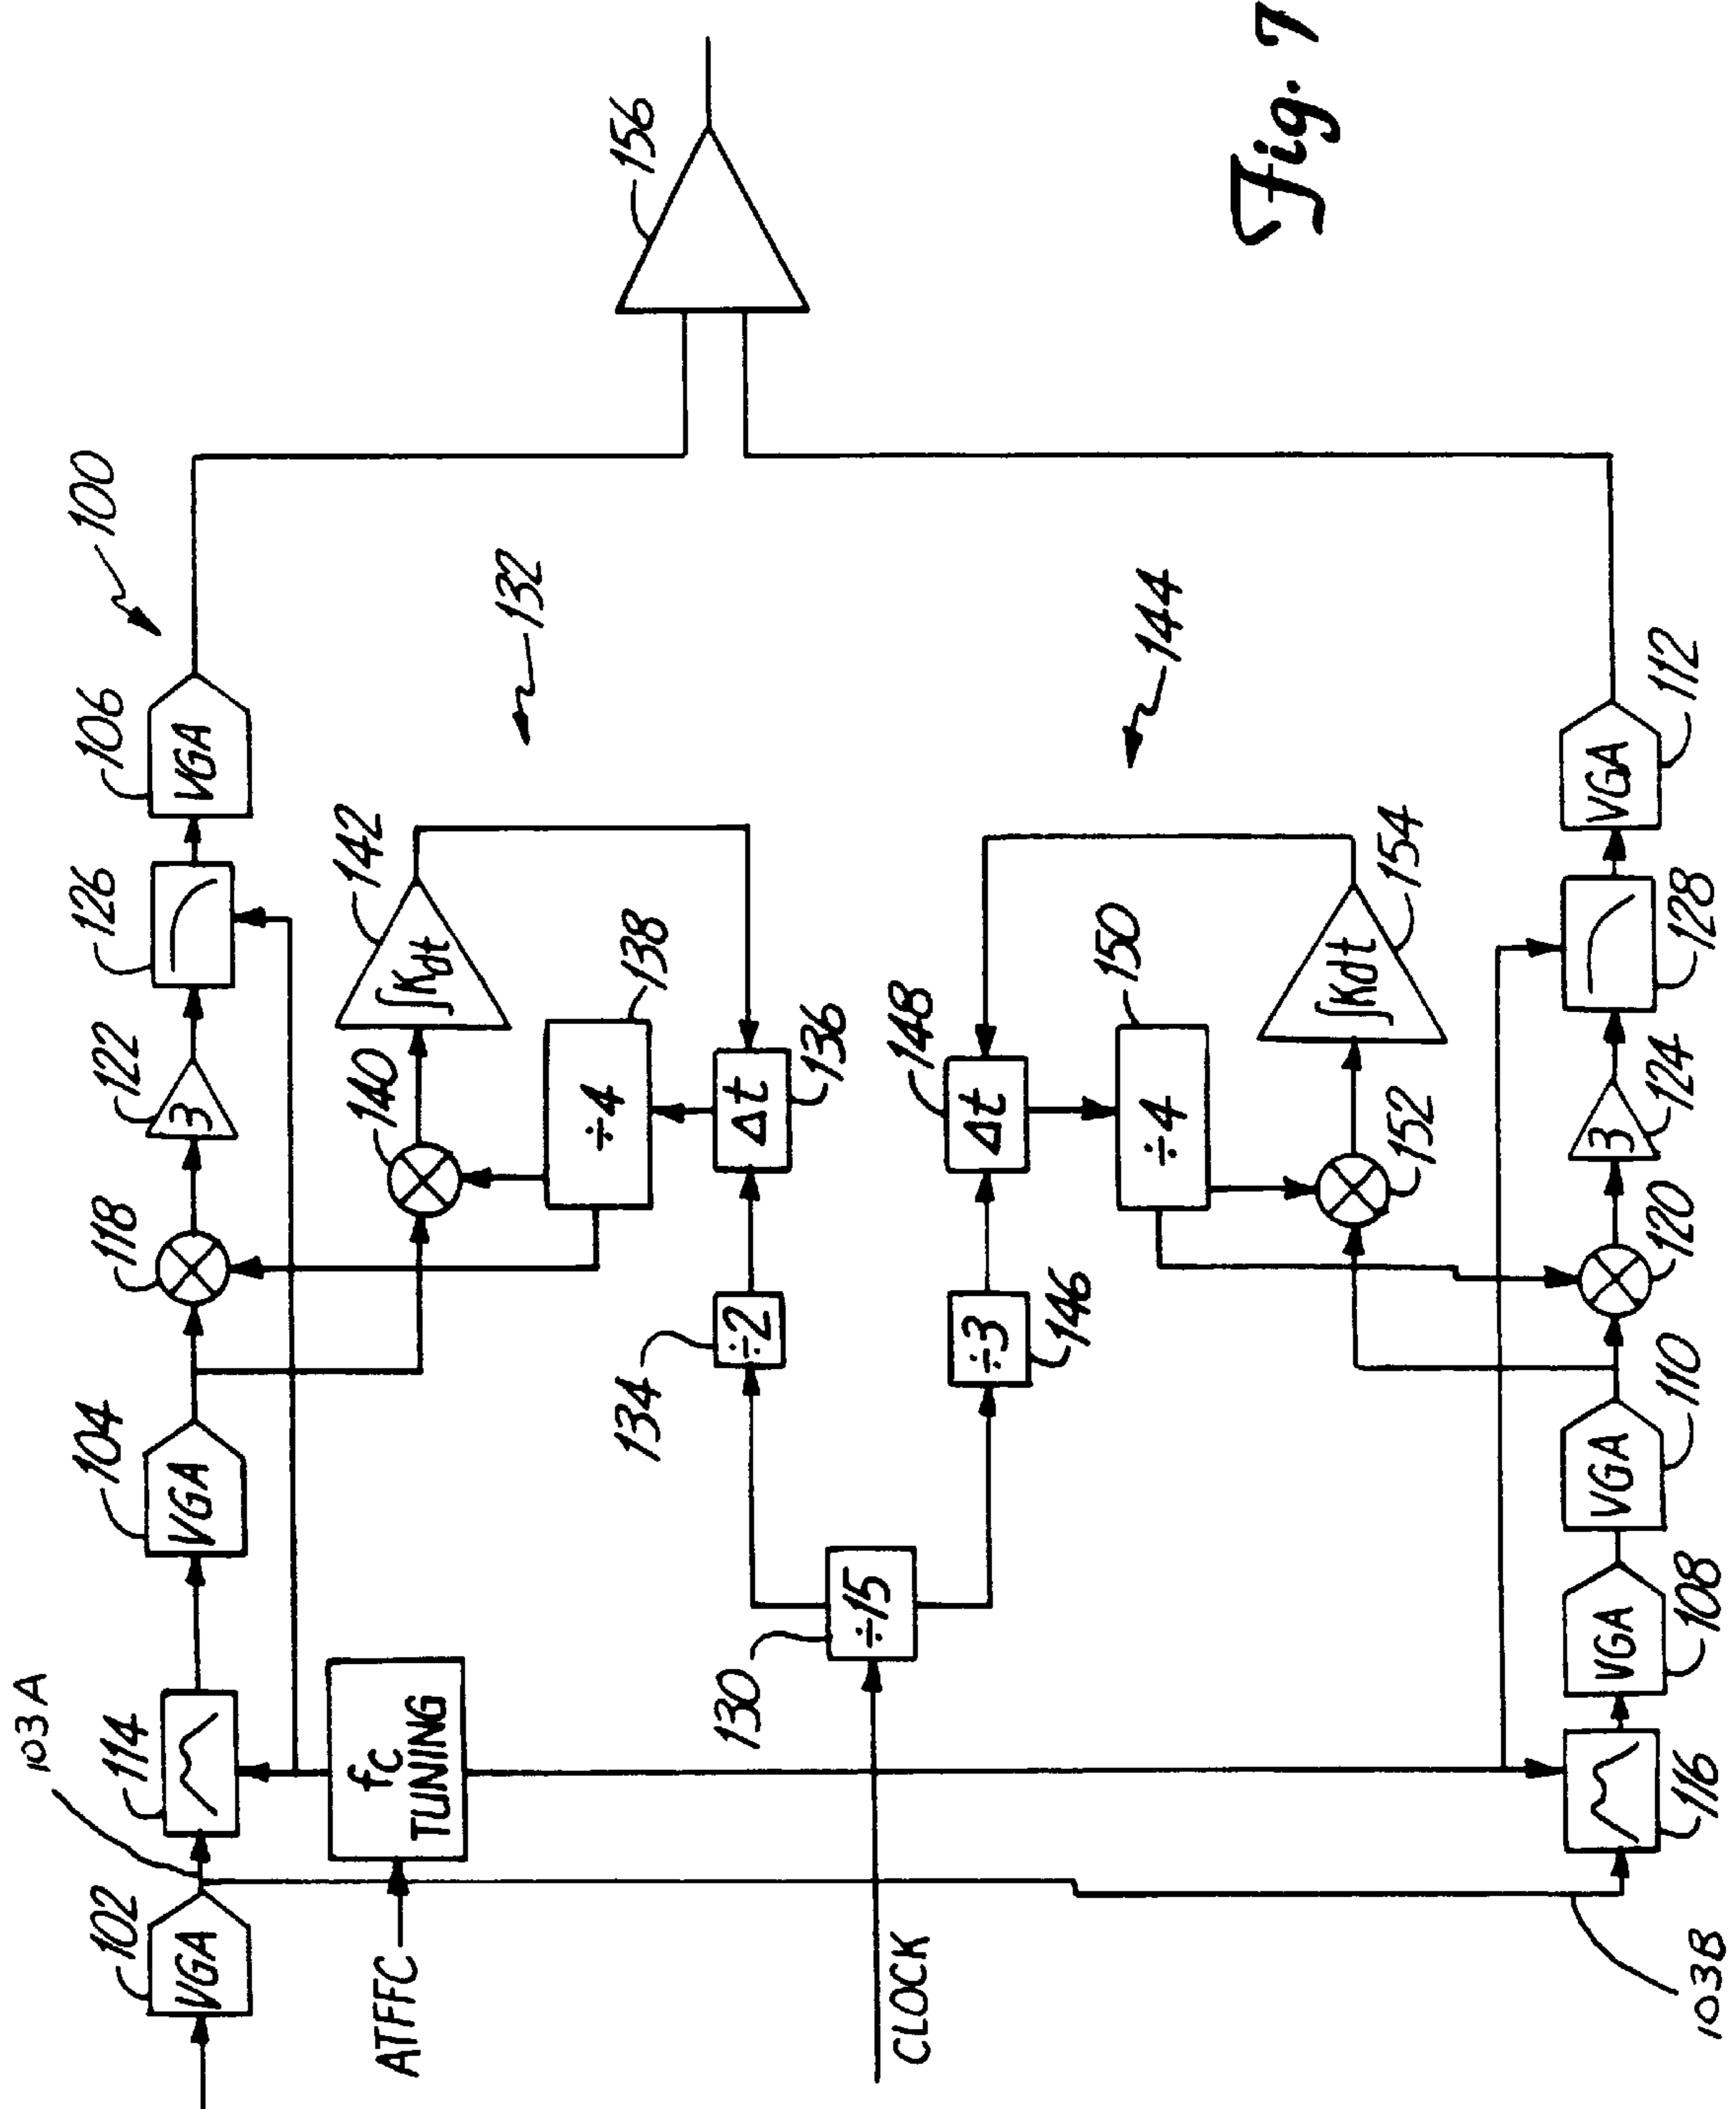 Fig. 7
100
102
VGA
103A
114
104
VGA
118
122
3
126
106
VGA
ATFFC
fc
TUNING
140
142
∫Kdt
132
÷4
138
134
÷2
Δt
136
156
CLOCK
130
÷15
146
÷3
148
Δt
150
÷4
144
152
∫Kdt
154
103B
116
VGA
108
VGA
110
120
3
124
128
VGA
112